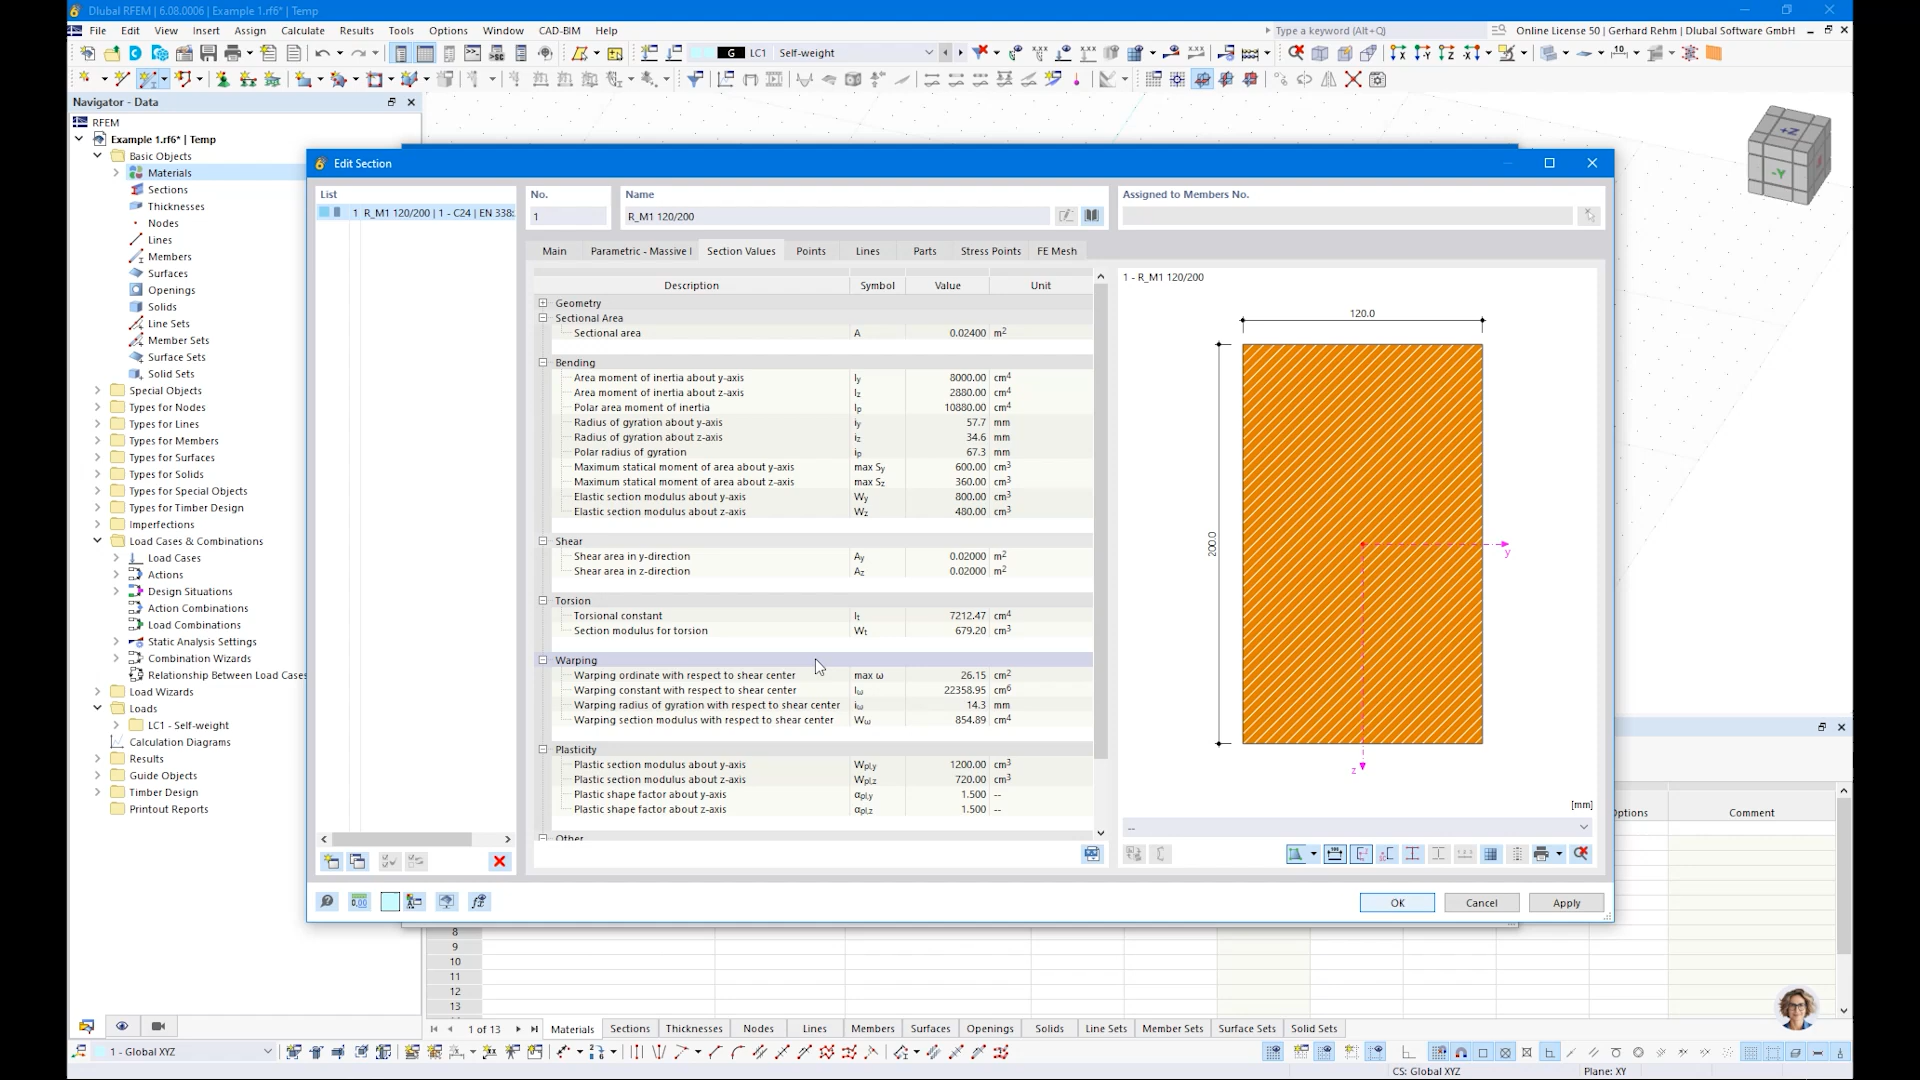 Dlubal RFEM | 6.08.0006 | Example 1.rf6* | Temp
File Edit View Insert Assign Calculate Results Tools Options Window CAD-BIM Help
Type a keyword (Alt+Q)
Online License 50 | Gerhard Rehm | Dlubal Software GmbH
G LC1 Self-weight
Navigator - Data
RFEM
Example 1.rf6* | Temp
Basic Objects
Materials
Sections
Thicknesses
Nodes
Lines
Members
Surfaces
Openings
Solids
Line Sets
Member Sets
Surface Sets
Solid Sets
Special Objects
Types for Nodes
Types for Lines
Types for Members
Types for Surfaces
Types for Solids
Types for Special Objects
Types for Timber Design
Imperfections
Load Cases & Combinations
Load Cases
Actions
Design Situations
Action Combinations
Load Combinations
Static Analysis Settings
Combination Wizards
Relationship Between Load Cases
Load Wizards
Loads
LC1 - Self-weight
Calculation Diagrams
Results
Guide Objects
Timber Design
Printout Reports
Edit Section
List
1 R_M1 120/200 | 1 - C24 | EN 338:
No.
1
Name
R_M1 120/200
Assigned to Members No.
Main Parametric - Massive I Section Values Points Lines Parts Stress Points FE Mesh
Description Symbol Value Unit
Geometry
Sectional Area
Sectional area A 0.02400 m2
Bending
Area moment of inertia about y-axis Iy 8000.00 cm4
Area moment of inertia about z-axis Iz 2880.00 cm4
Polar area moment of inertia Ip 10880.00 cm4
Radius of gyration about y-axis iy 57.7 mm
Radius of gyration about z-axis iz 34.6 mm
Polar radius of gyration ip 67.3 mm
Maximum statical moment of area about y-axis max Sy 600.00 cm3
Maximum statical moment of area about z-axis max Sz 360.00 cm3
Elastic section modulus about y-axis Wy 800.00 cm3
Elastic section modulus about z-axis Wz 480.00 cm3
Shear
Shear area in y-direction Ay 0.02000 m2
Shear area in z-direction Az 0.02000 m2
Torsion
Torsional constant It 7212.47 cm4
Section modulus for torsion Wt 679.20 cm3
Warping
Warping ordinate with respect to shear center max ω 26.15 cm2
Warping constant with respect to shear center Iω 22358.95 cm6
Warping radius of gyration with respect to shear center iω 14.3 mm
Warping section modulus with respect to shear center Wω 854.89 cm4
Plasticity
Plastic section modulus about y-axis Wpl,y 1200.00 cm3
Plastic section modulus about z-axis Wpl,z 720.00 cm3
Plastic shape factor about y-axis αpl,y 1.500 --
Plastic shape factor about z-axis αpl,z 1.500 --
Other
1 - R_M1 120/200
120.0
200.0
y
z
[mm]
--
OK Cancel Apply
+Z
-Y
ptions Comment
8
9
10
11
12
13
1 of 13 Materials Sections Thicknesses Nodes Lines Members Surfaces Openings Solids Line Sets Member Sets Surface Sets Solid Sets
1 - Global XYZ
CS: Global XYZ Plane: XY